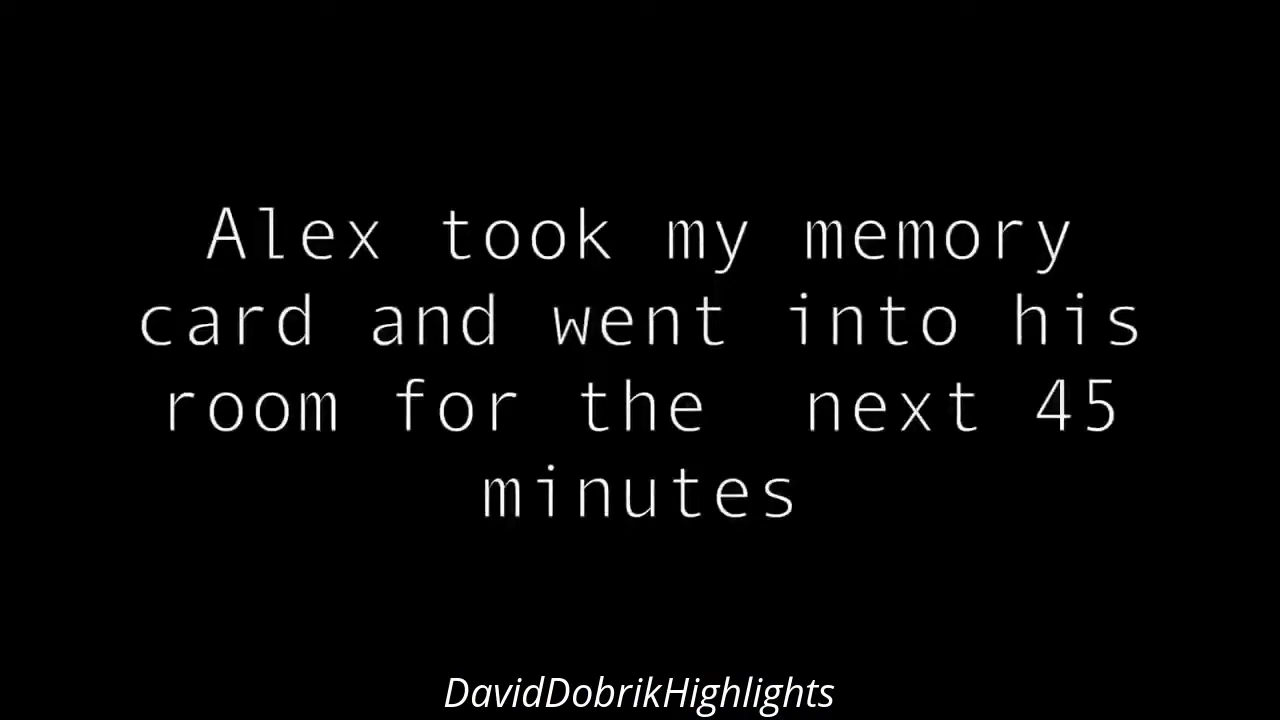 Alex took my memory
card and went into his
room for the  next 45
minutes
DavidDobrikHighlights